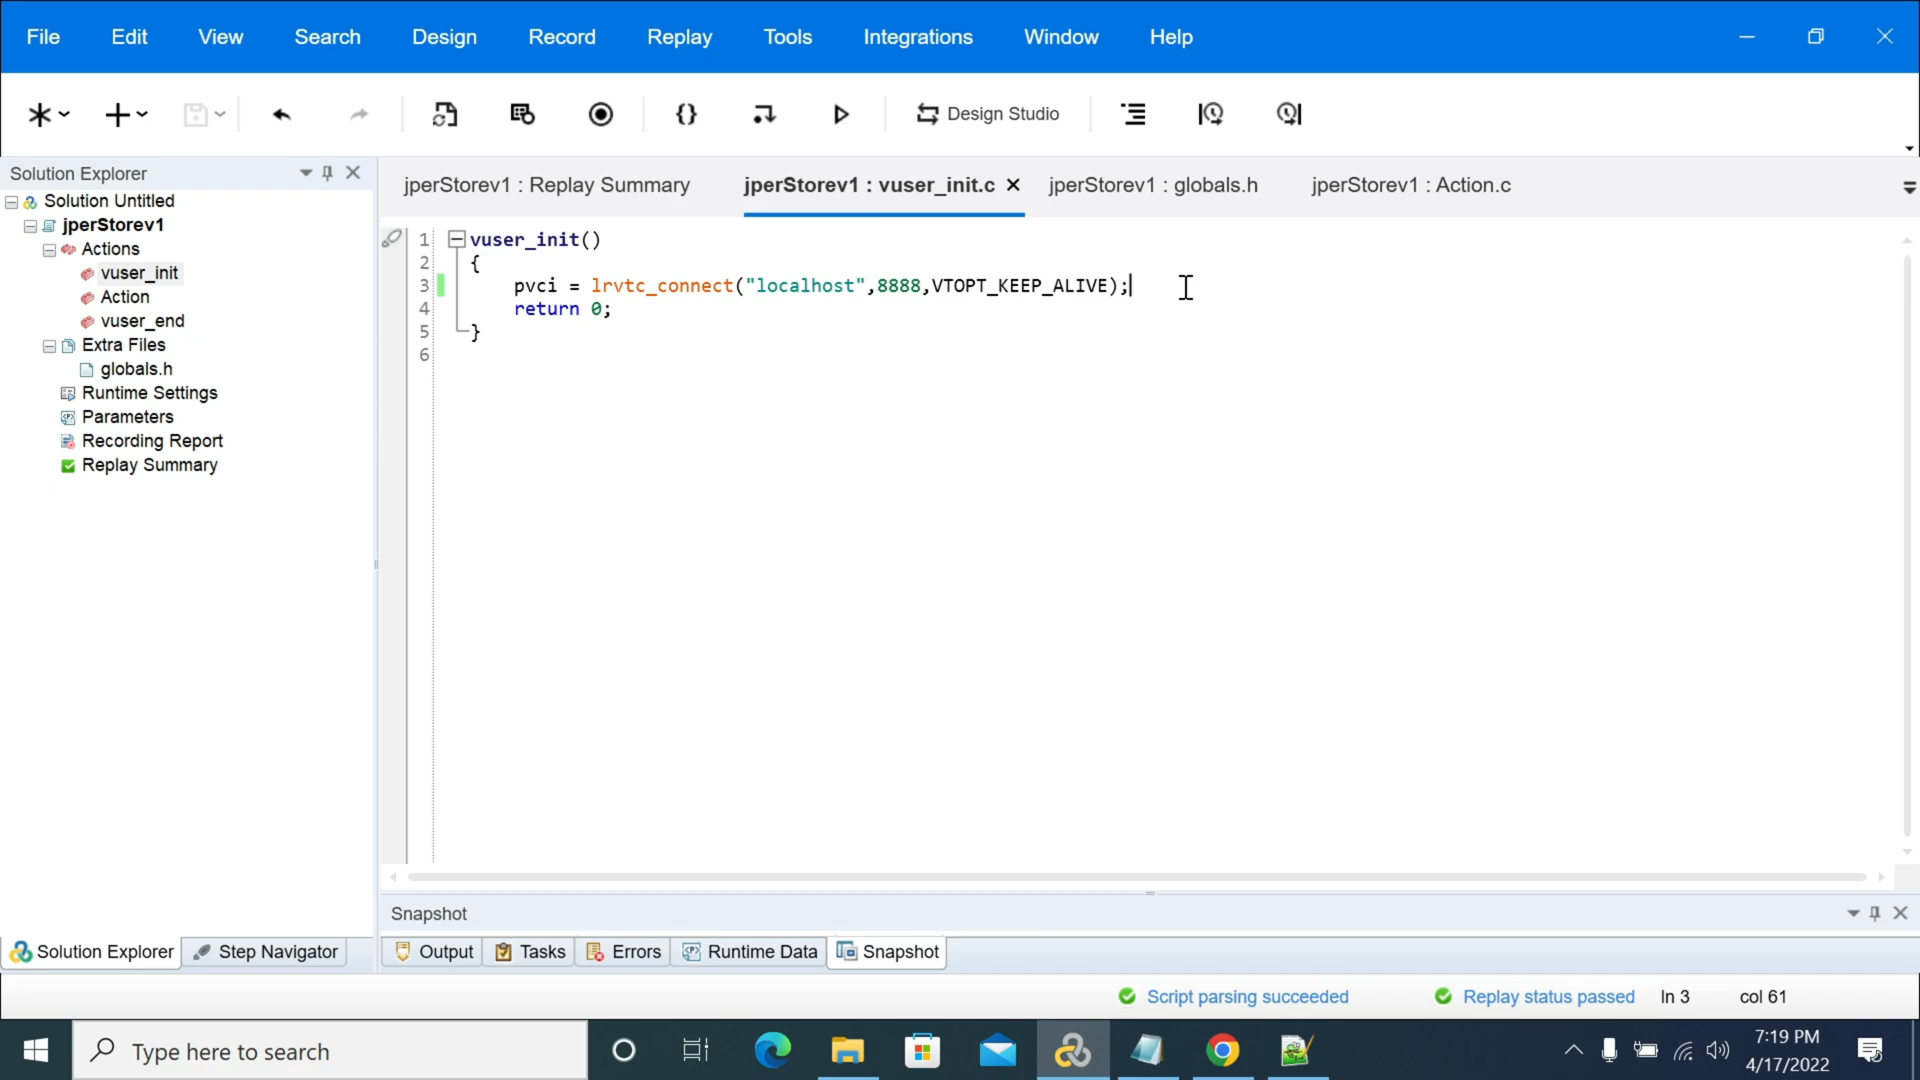 File Edit View Search Design Record Replay Tools Integrations Window Help
{} Design Studio
Solution Explorer
Solution Untitled
jperStorev1
Actions
vuser_init
Action
vuser_end
Extra Files
globals.h
Runtime Settings
Parameters
Recording Report
Replay Summary
jperStorev1 : Replay Summary jperStorev1 : vuser_init.c jperStorev1 : globals.h jperStorev1 : Action.c
1 vuser_init()
2 {
3 pvci = lrvtc_connect("localhost",8888,VTOPT_KEEP_ALIVE);
4 return 0;
5 }
6
Snapshot
Solution Explorer Step Navigator Output Tasks Errors Runtime Data Snapshot
Script parsing succeeded Replay status passed ln 3 col 61
Type here to search
7:19 PM
4/17/2022